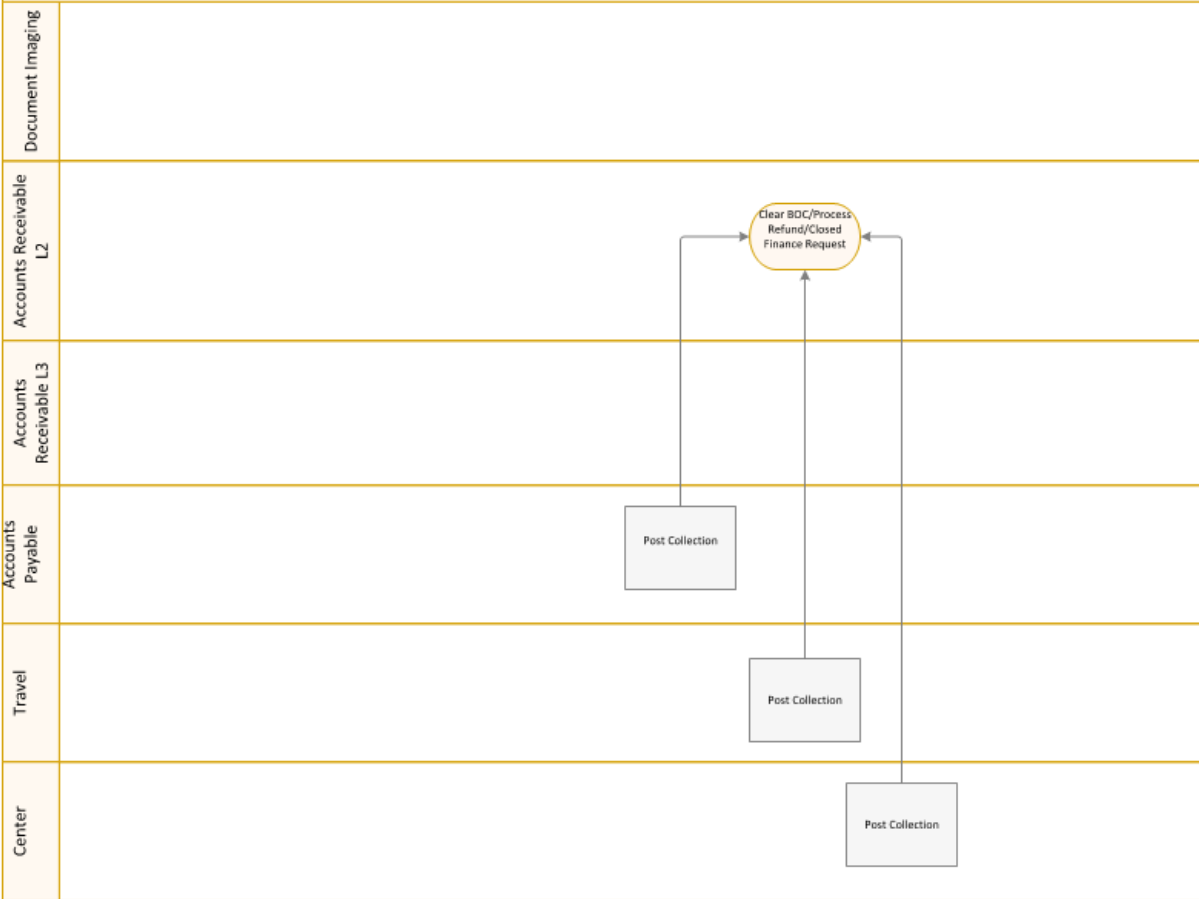 Document Imaging
Accounts Receivable
L2
Clear BOC/Process
Refund/Closed
Finance Request
Accounts
Receivable L3
Accounts
Payable
Post Collection
Travel
Post Collection
Center
Post Collection